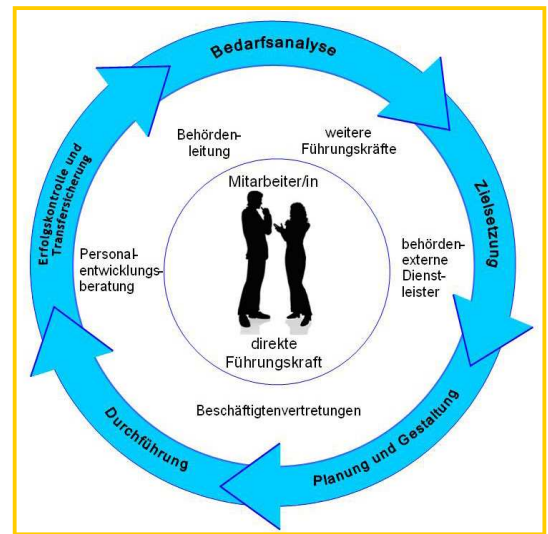 Bedarfsanalyse
Zielsetzung
Planung und Gestaltung
Durchführung
Erfolgskontrolle und
Transfersicherung
Behörden-
leitung
weitere
Führungskräfte
Mitarbeiter/in
Personal-
entwicklungs-
beratung
behörden-
externe
Dienst-
leister
direkte
Führungskraft
Beschäftigtenvertretungen